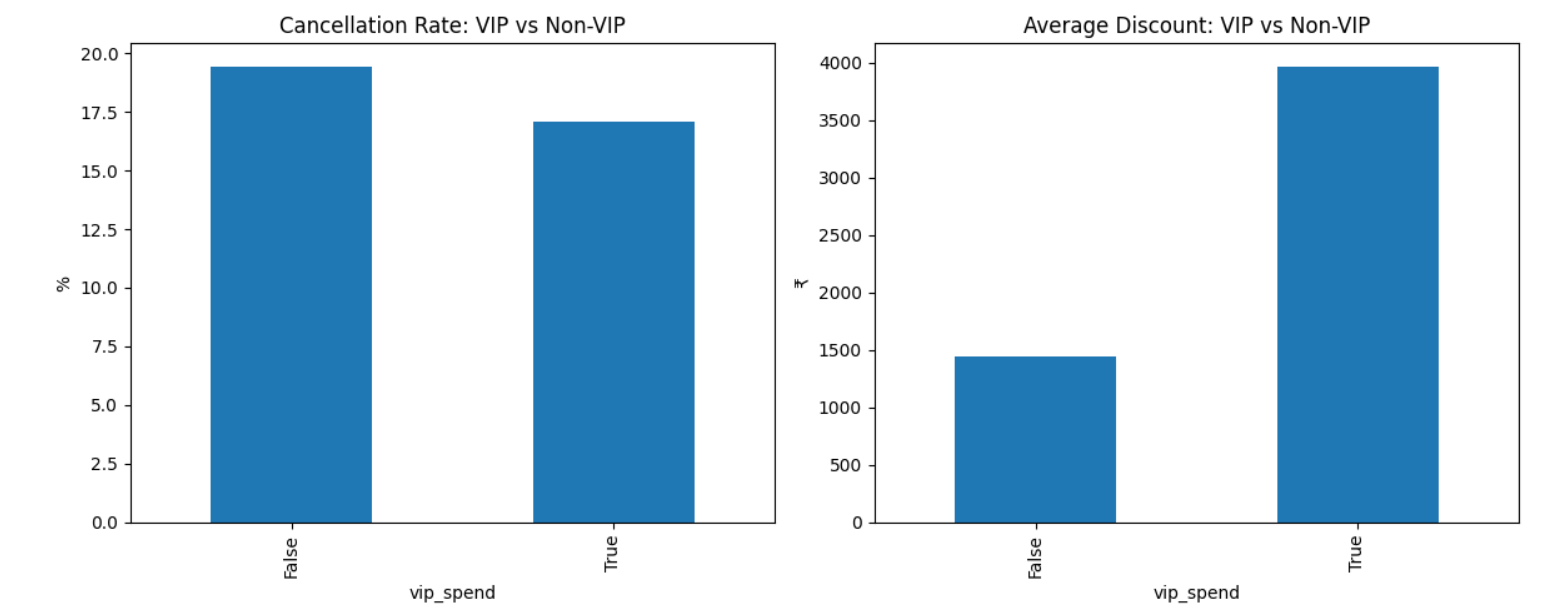 Cancellation Rate: VIP vs Non-VIP
20.0
17.5
15.0
12.5
10.0
7.5
5.0
2.5
0.0
%
False
True
vip_spend
Average Discount: VIP vs Non-VIP
4000
3500
3000
2500
2000
1500
1000
500
0
₹
False
True
vip_spend